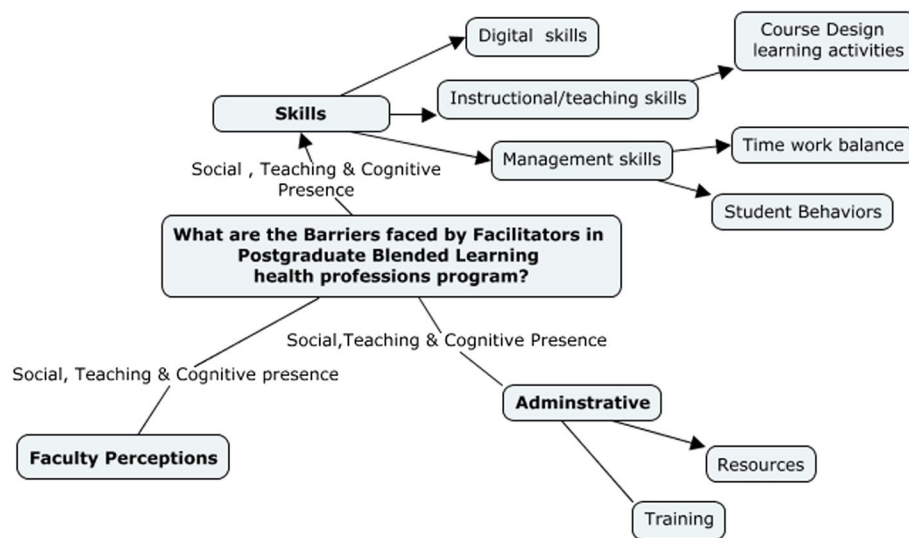 Digital skills
Course Design
learning activities
Skills
Instructional/teaching skills
Management skills
Time work balance
Social , Teaching & Cognitive
Presence
Student Behaviors
What are the Barriers faced by Facilitators in
Postgraduate Blended Learning
health professions program?
Social,Teaching & Cognitive Presence
Social, Teaching & Cognitive presence
Adminstrative
Faculty Perceptions
Resources
Training